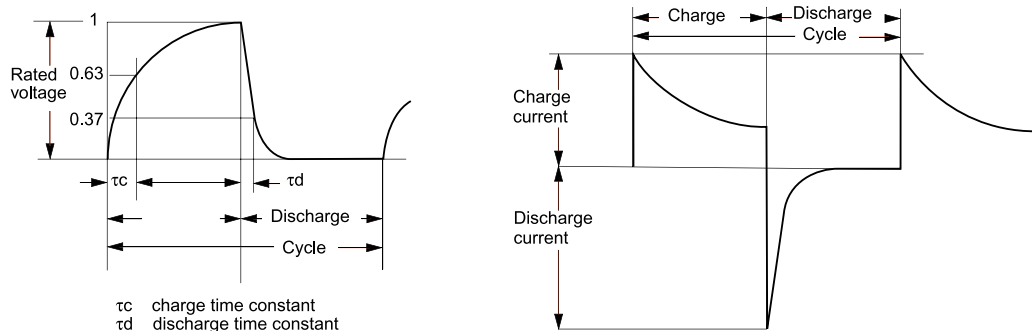 1
Rated
voltage
0.63
0.37
τc
τd
Discharge
Cycle
τc charge time constant
τd discharge time constant
Charge
Discharge
Cycle
Charge
current
Discharge
current